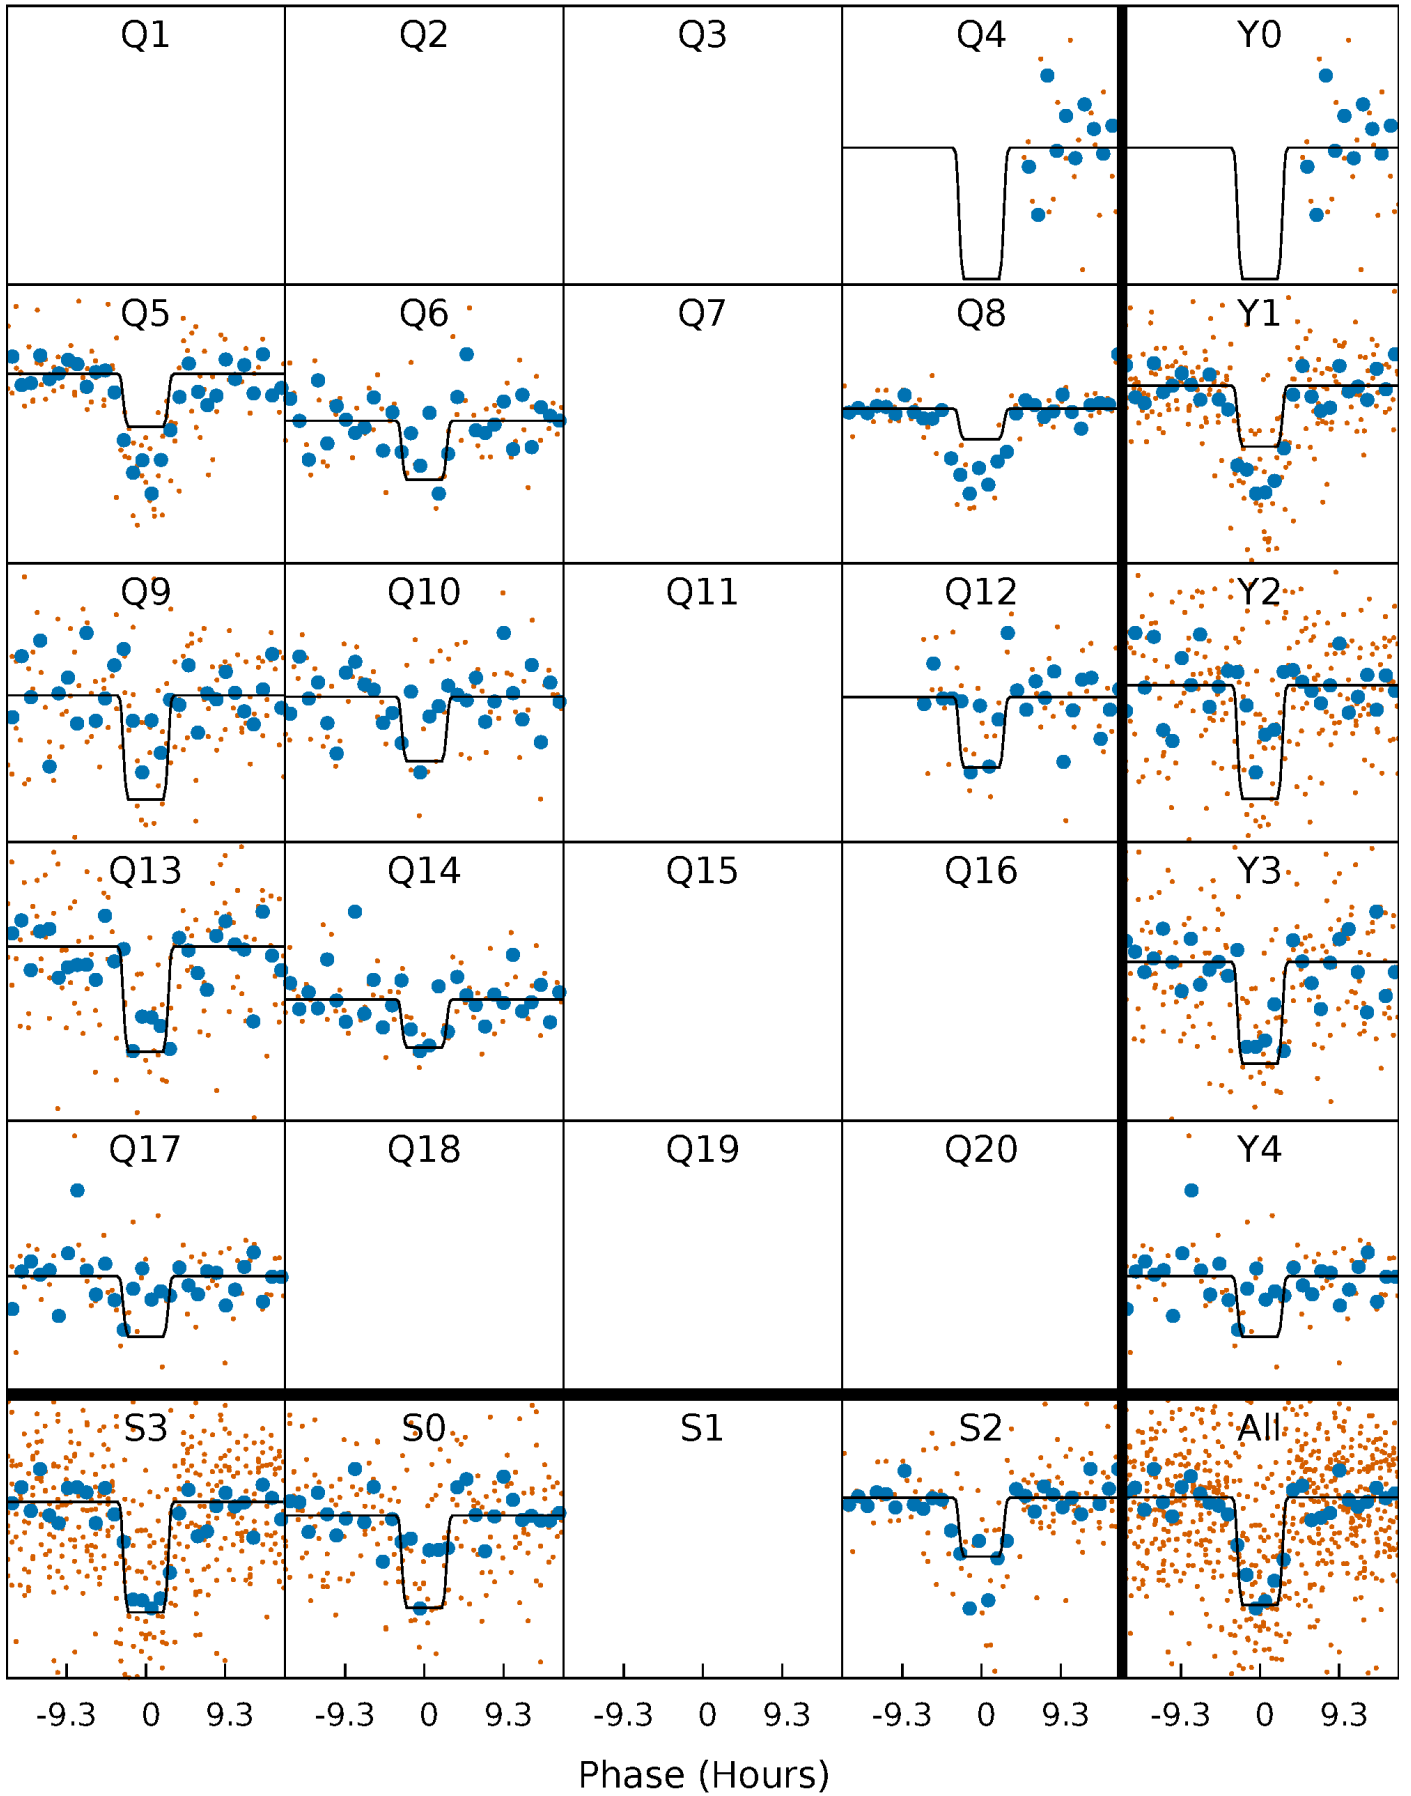 Q1 Q2 Q3 Q4 Y0
Q5 Q6 Q7 Q8 Y1
Q9 Q10 Q11 Q12 Y2
Q13 Q14 Q15 Q16 Y3
Q17 Q18 Q19 Q20 Y4
S3 S0 S1 S2 All
-9.3 0 9.3 -9.3 0 9.3 -9.3 0 9.3 -9.3 0 9.3 -9.3 0 9.3
Phase (Hours)